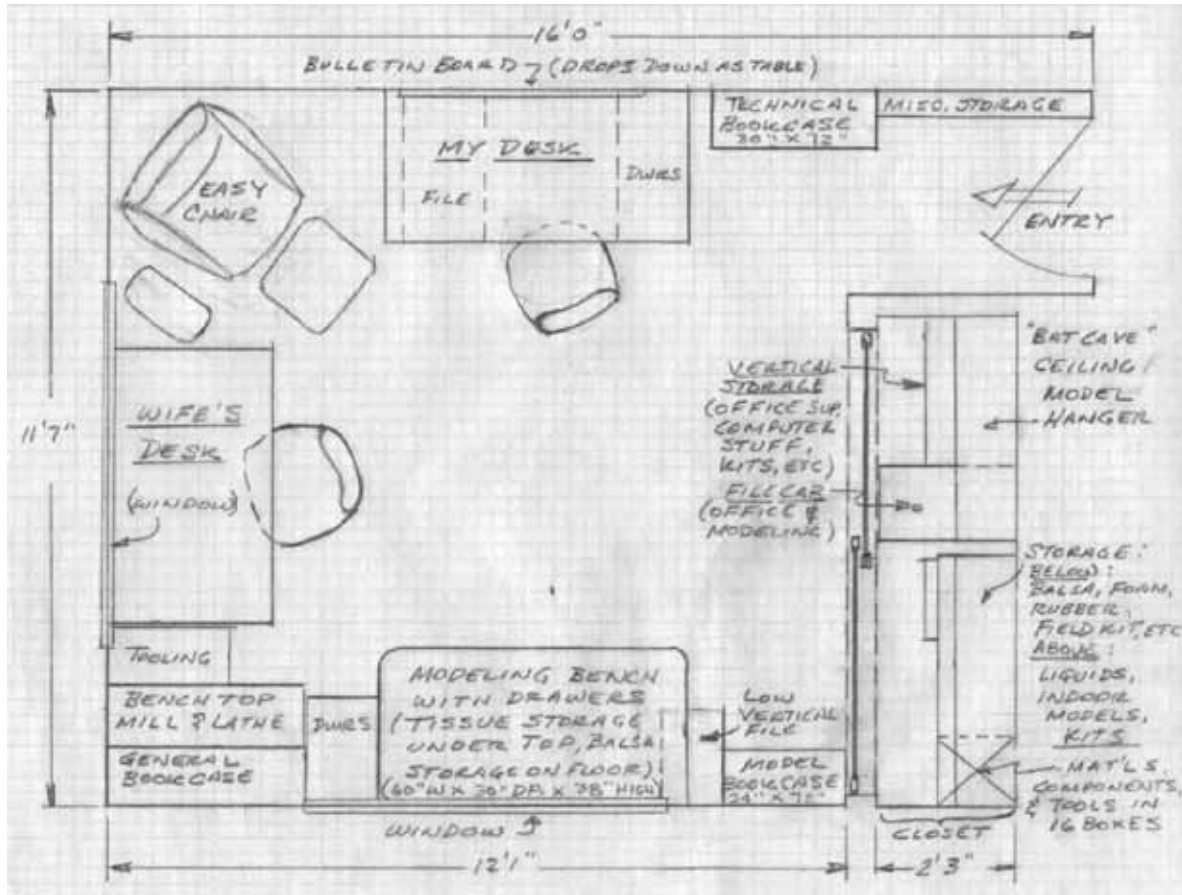 16'0"
BULLETIN BOARD (DROPS DOWN AS TABLE)
TECHNICAL
BOOKCASE
30" X 72"
MISC. STORAGE
MY DESK
FILE
DWRS
EASY
CHAIR
ENTRY
11'7"
WIFE'S
DESK
(WINDOW)
VERTICAL
STORAGE
(OFFICE SUP,
COMPUTER
STUFF,
KITS, ETC)
FILE CAB
(OFFICE &
MODELING)
"BAT CAVE"
CEILING
MODEL
HANGER
STORAGE:
BELOW:
BALSA, FOAM,
RUBBER,
FIELD KIT, ETC
ABOVE:
LIQUIDS,
INDOOR
MODELS,
KITS
MAT'LS,
COMPONENTS,
& TOOLS IN
16 BOXES
TOOLING
BENCH TOP
MILL & LATHE
GENERAL
BOOKCASE
DWRS
MODELING BENCH
WITH DRAWERS
(TISSUE STORAGE
UNDER TOP, BALSA
STORAGE ON FLOOR)
(60" W X 30" DP. X 38" HIGH)
LOW
VERTICAL
FILE
MODEL
BOOKCASE
24" X 72"
WINDOW
CLOSET
12'1"
2'3"